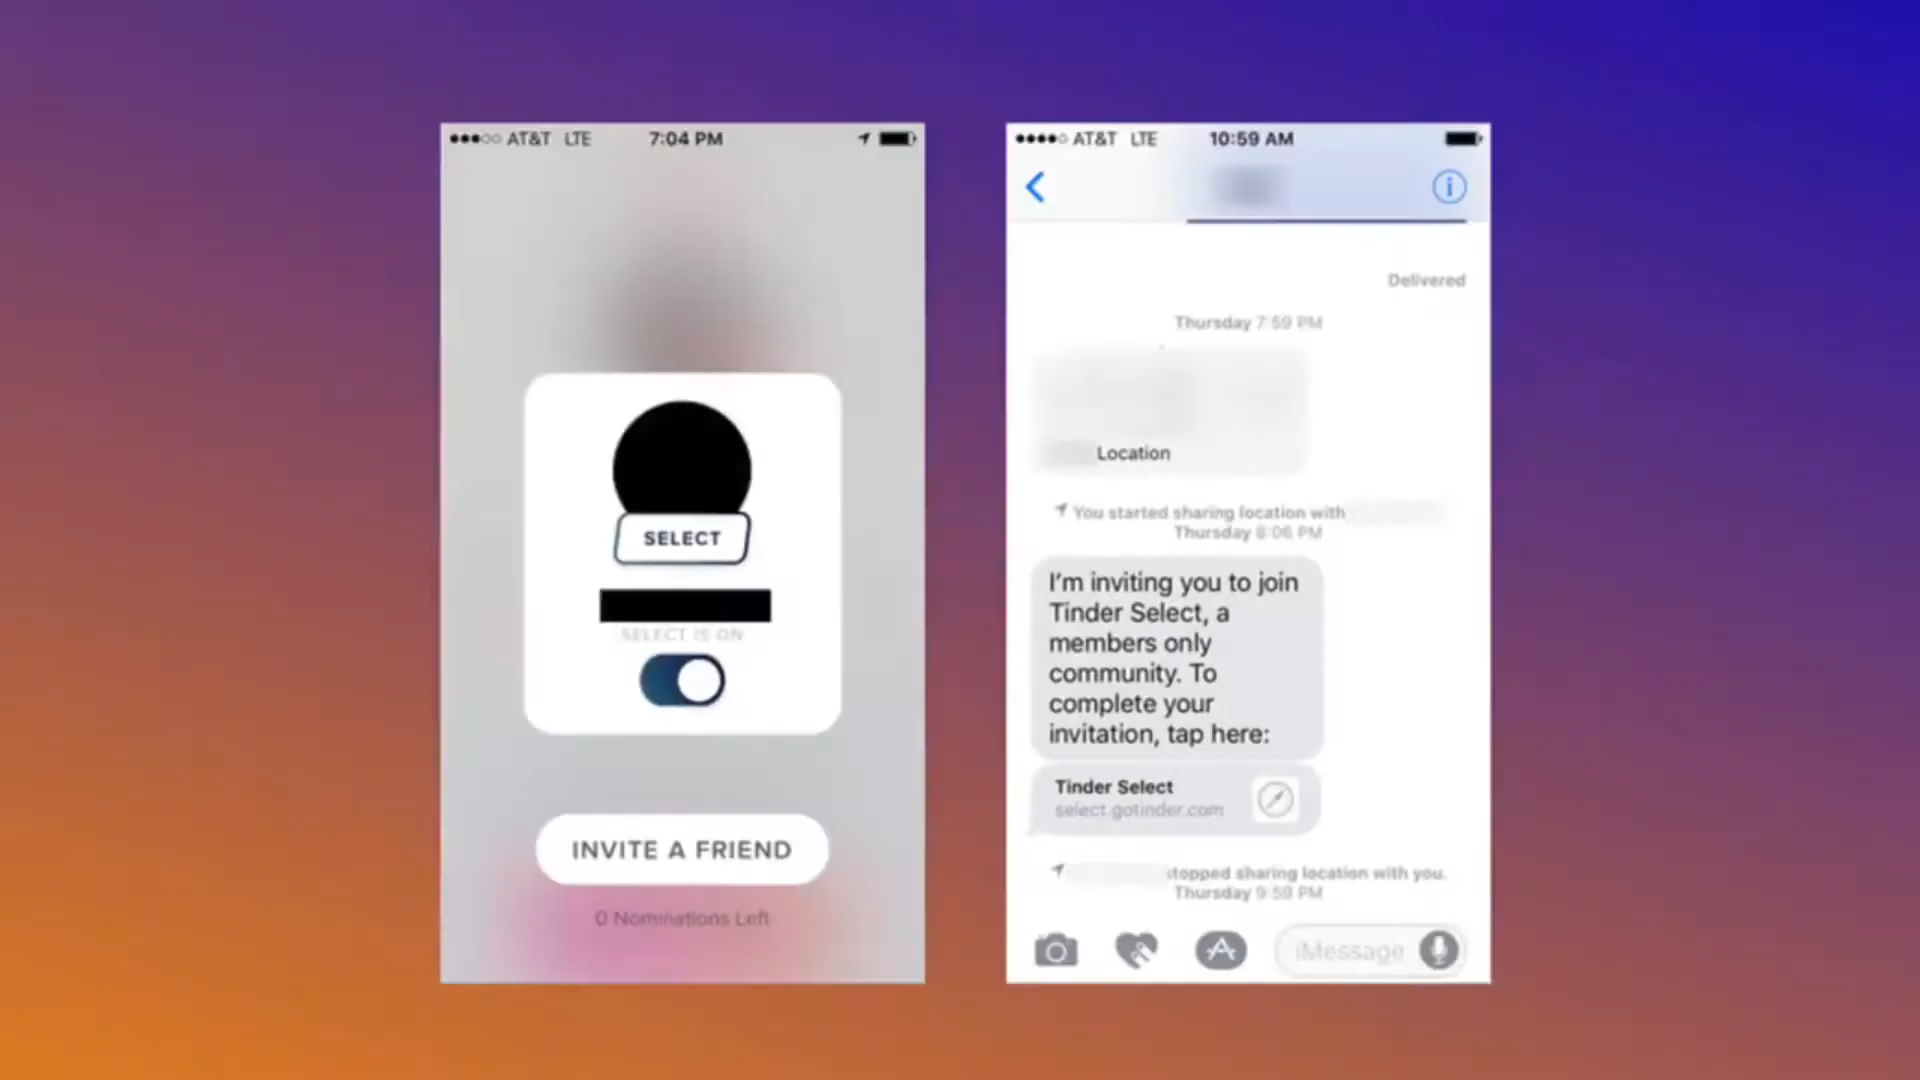 AT&T LTE 7:04 PM
SELECT
SELECT IS ON
INVITE A FRIEND
0 Nominations Left
AT&T LTE 10:59 AM
Delivered
Thursday 7:59 PM
Location
You started sharing location with
Thursday 8:06 PM
I'm inviting you to join
Tinder Select, a
members only
community. To
complete your
invitation, tap here:
Tinder Select
select.gotinder.com
stopped sharing location with you.
Thursday 9:59 PM
iMessage